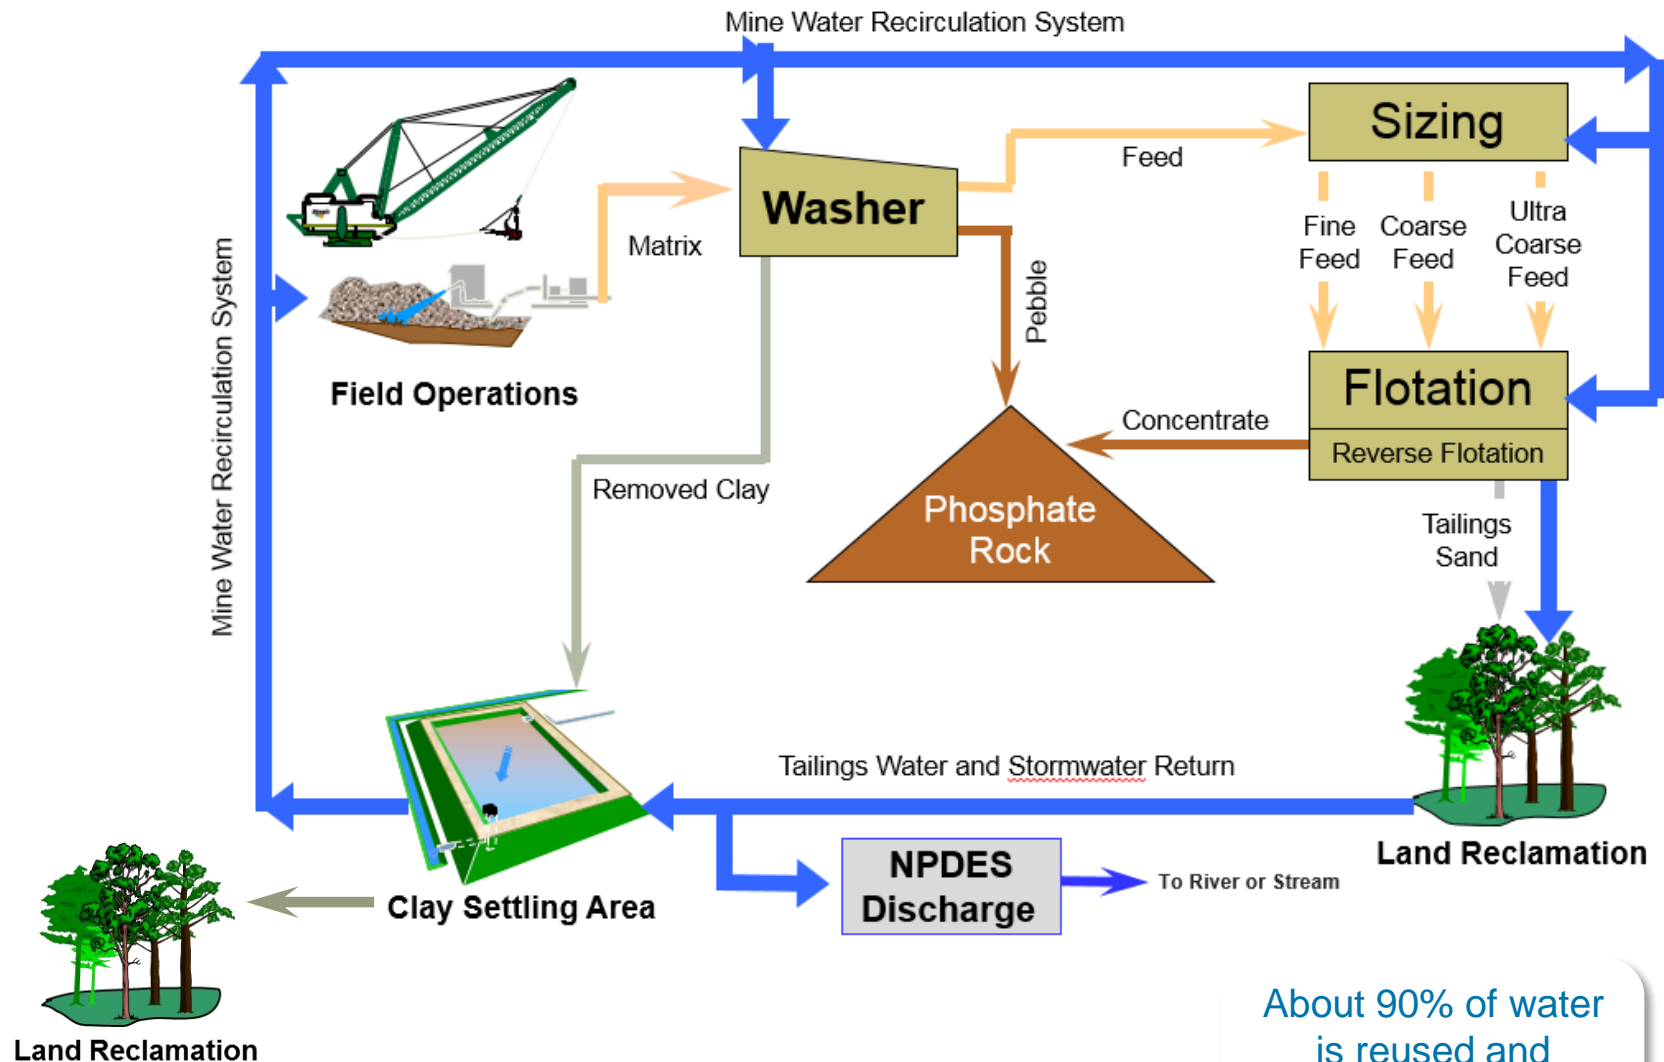 Mine Water Recirculation System
Mine Water Recirculation System
Matrix
Washer
Feed
Sizing
Fine
Feed
Coarse
Feed
Ultra
Coarse
Feed
Field Operations
Pebble
Flotation
Reverse Flotation
Concentrate
Removed Clay
Phosphate
Rock
Tailings
Sand
Tailings Water and Stormwater Return
Land Reclamation
NPDES
Discharge
To River or Stream
Clay Settling Area
Land Reclamation
About 90% of water
is reused and